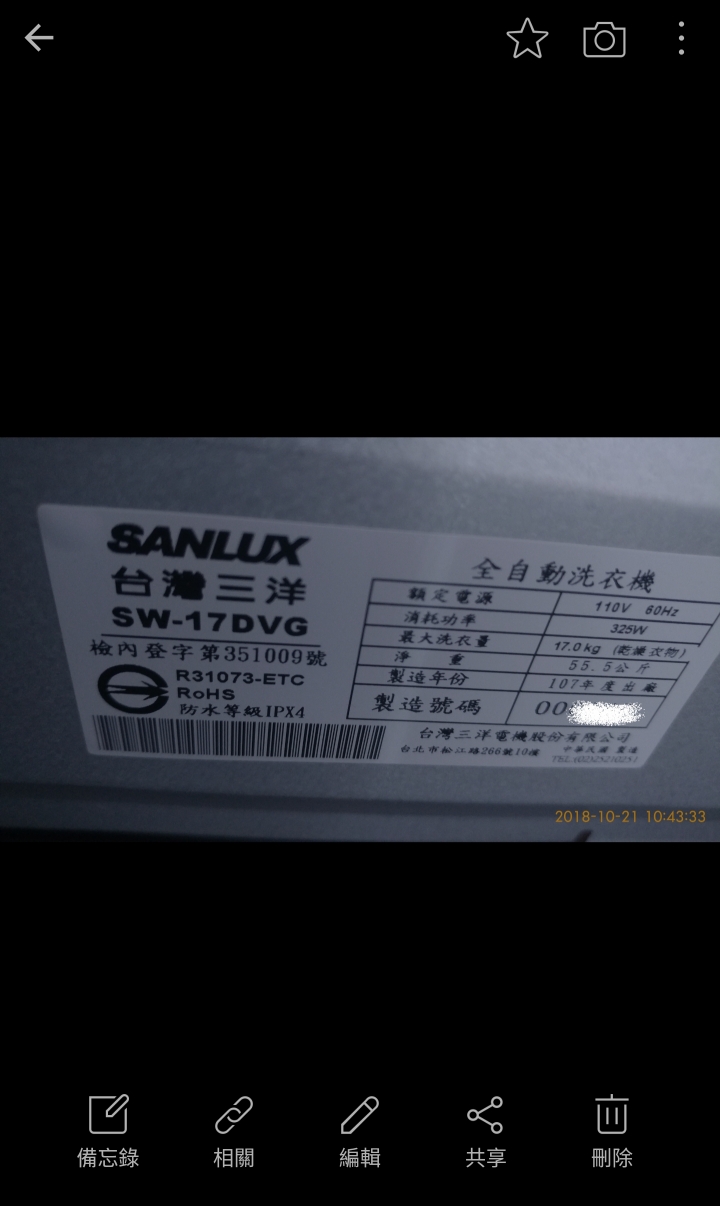 SANLUX
台灣三洋
SW-17DVG
檢內登字第351009號
R31073-ETC
RoHS
防水等級IPX4
全自動洗衣機
額定電源 110V 60Hz
消耗功率 325W
最大洗衣量 17.0kg (乾燥衣物)
淨重 55.5公斤
製造年份 107年度出廠
製造號碼 00
台灣三洋電機股份有限公司
台北市松江路266號10樓 中華民國 製造
2018-10-21 10:43:33
備忘錄 相關 編輯 共享 刪除